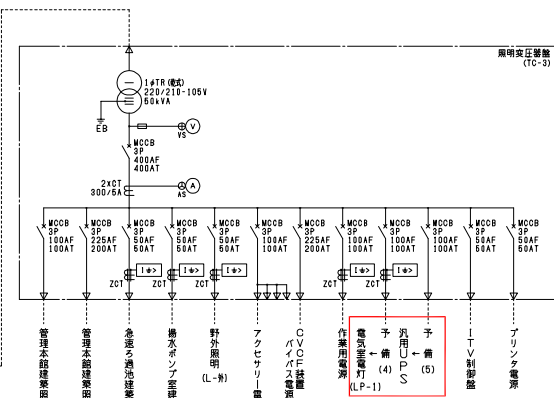 照明変圧器盤
(TC-3)
1φTR(乾式)
220/210-105V
50kVA
EB
V
VS
MCCB
3P
400AF
400AT
2xCT
300/5A
A
AS
MCCB
3P
100AF
100AT
MCCB
3P
225AF
200AT
MCCB
3P
50AF
50AT
MCCB
3P
50AF
50AT
MCCB
3P
50AF
50AT
MCCB
3P
100AF
100AT
MCCB
3P
225AF
200AT
MCCB
3P
100AF
50AT
MCCB
3P
100AF
100AT
MCCB
3P
100AF
100AT
MCCB
3P
50AF
50AT
MCCB
3P
50AF
50AT
ZCT
I>
ZCT
I>
ZCT
I>
ZCT
I>
ZCT
I>
管理本館建築照
管理本館建築照
急速ろ過池建築
揚水ポンプ室建
野外照明
(L-外)
アクセサリー電
CVCF装置
バイパス電源
作業用電源
電気室電灯
(LP-1)
←
予備
(4)
汎用UPS
←
予備
(5)
ITV制御盤
プリンタ電源